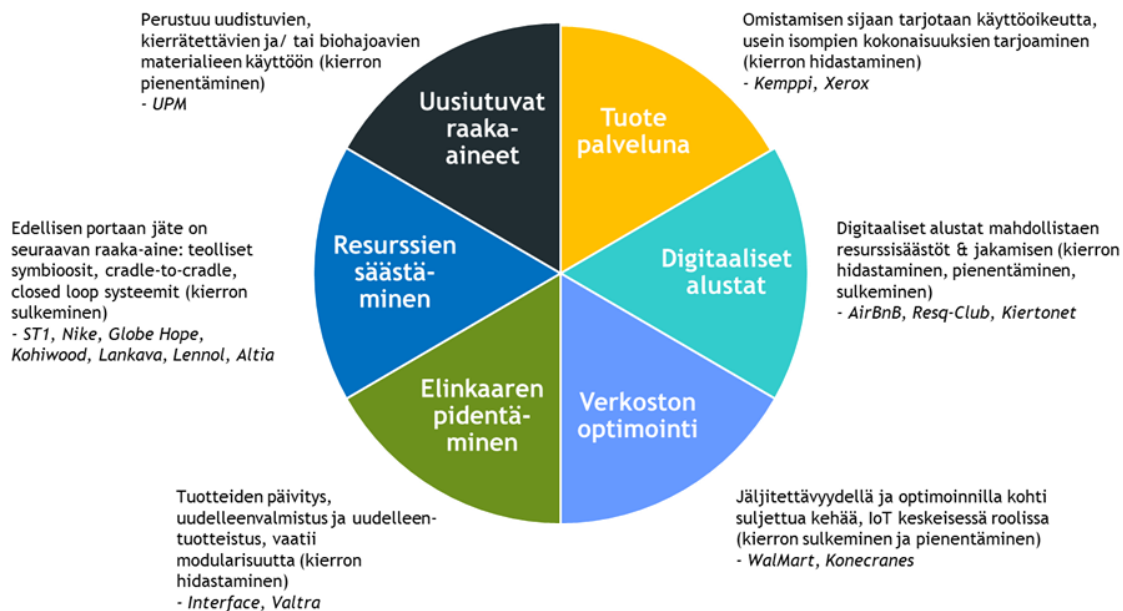 Perustuu uudistuvien,
kierrätettävien ja/ tai biohajoavien
materialieen käyttöön (kierron
pienentäminen)
- UPM
Omistamisen sijaan tarjotaan käyttöoikeutta,
usein isompien kokonaisuuksien tarjoaminen
(kierron hidastaminen)
- Kemppi, Xerox
Uusiutuvat
raaka-
aineet
Tuote
palveluna
Edellisen portaan jäte on
seuraavan raaka-aine: teolliset
symbioosit, cradle-to-cradle,
closed loop systeemit (kierron
sulkeminen)
- ST1, Nike, Globe Hope,
Kohiwood, Lankava, Lennol, Altia
Resurssien
säästä-
minen
Digitaaliset
alustat
Digitaaliset alustat mahdollistaen
resurssisäästöt & jakamisen (kierron
hidastaminen, pienentäminen,
sulkeminen)
- AirBnB, Resq-Club, Kiertonet
Elinkaaren
pidentä-
minen
Verkoston
optimointi
Tuotteiden päivitys,
uudelleenvalmistus ja uudelleen-
tuotteistus, vaatii
modularisuutta (kierron
hidastaminen)
- Interface, Valtra
Jäljitettävyydellä ja optimoinnilla kohti
suljettua kehää, IoT keskeisessä roolissa
(kierron sulkeminen ja pienentäminen)
- WalMart, Konecranes